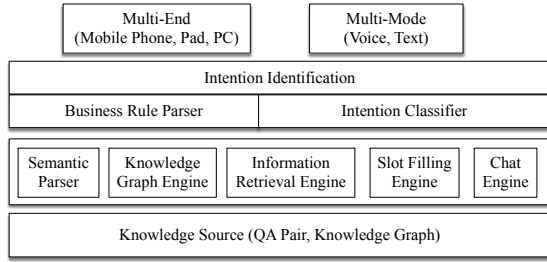 Multi-End
(Mobile Phone, Pad, PC)
Multi-Mode
(Voice, Text)
Intention Identification
Business Rule Parser
Intention Classifier
Semantic
Parser
Knowledge
Graph Engine
Information
Retrieval Engine
Slot Filling
Engine
Chat
Engine
Knowledge Source (QA Pair, Knowledge Graph)